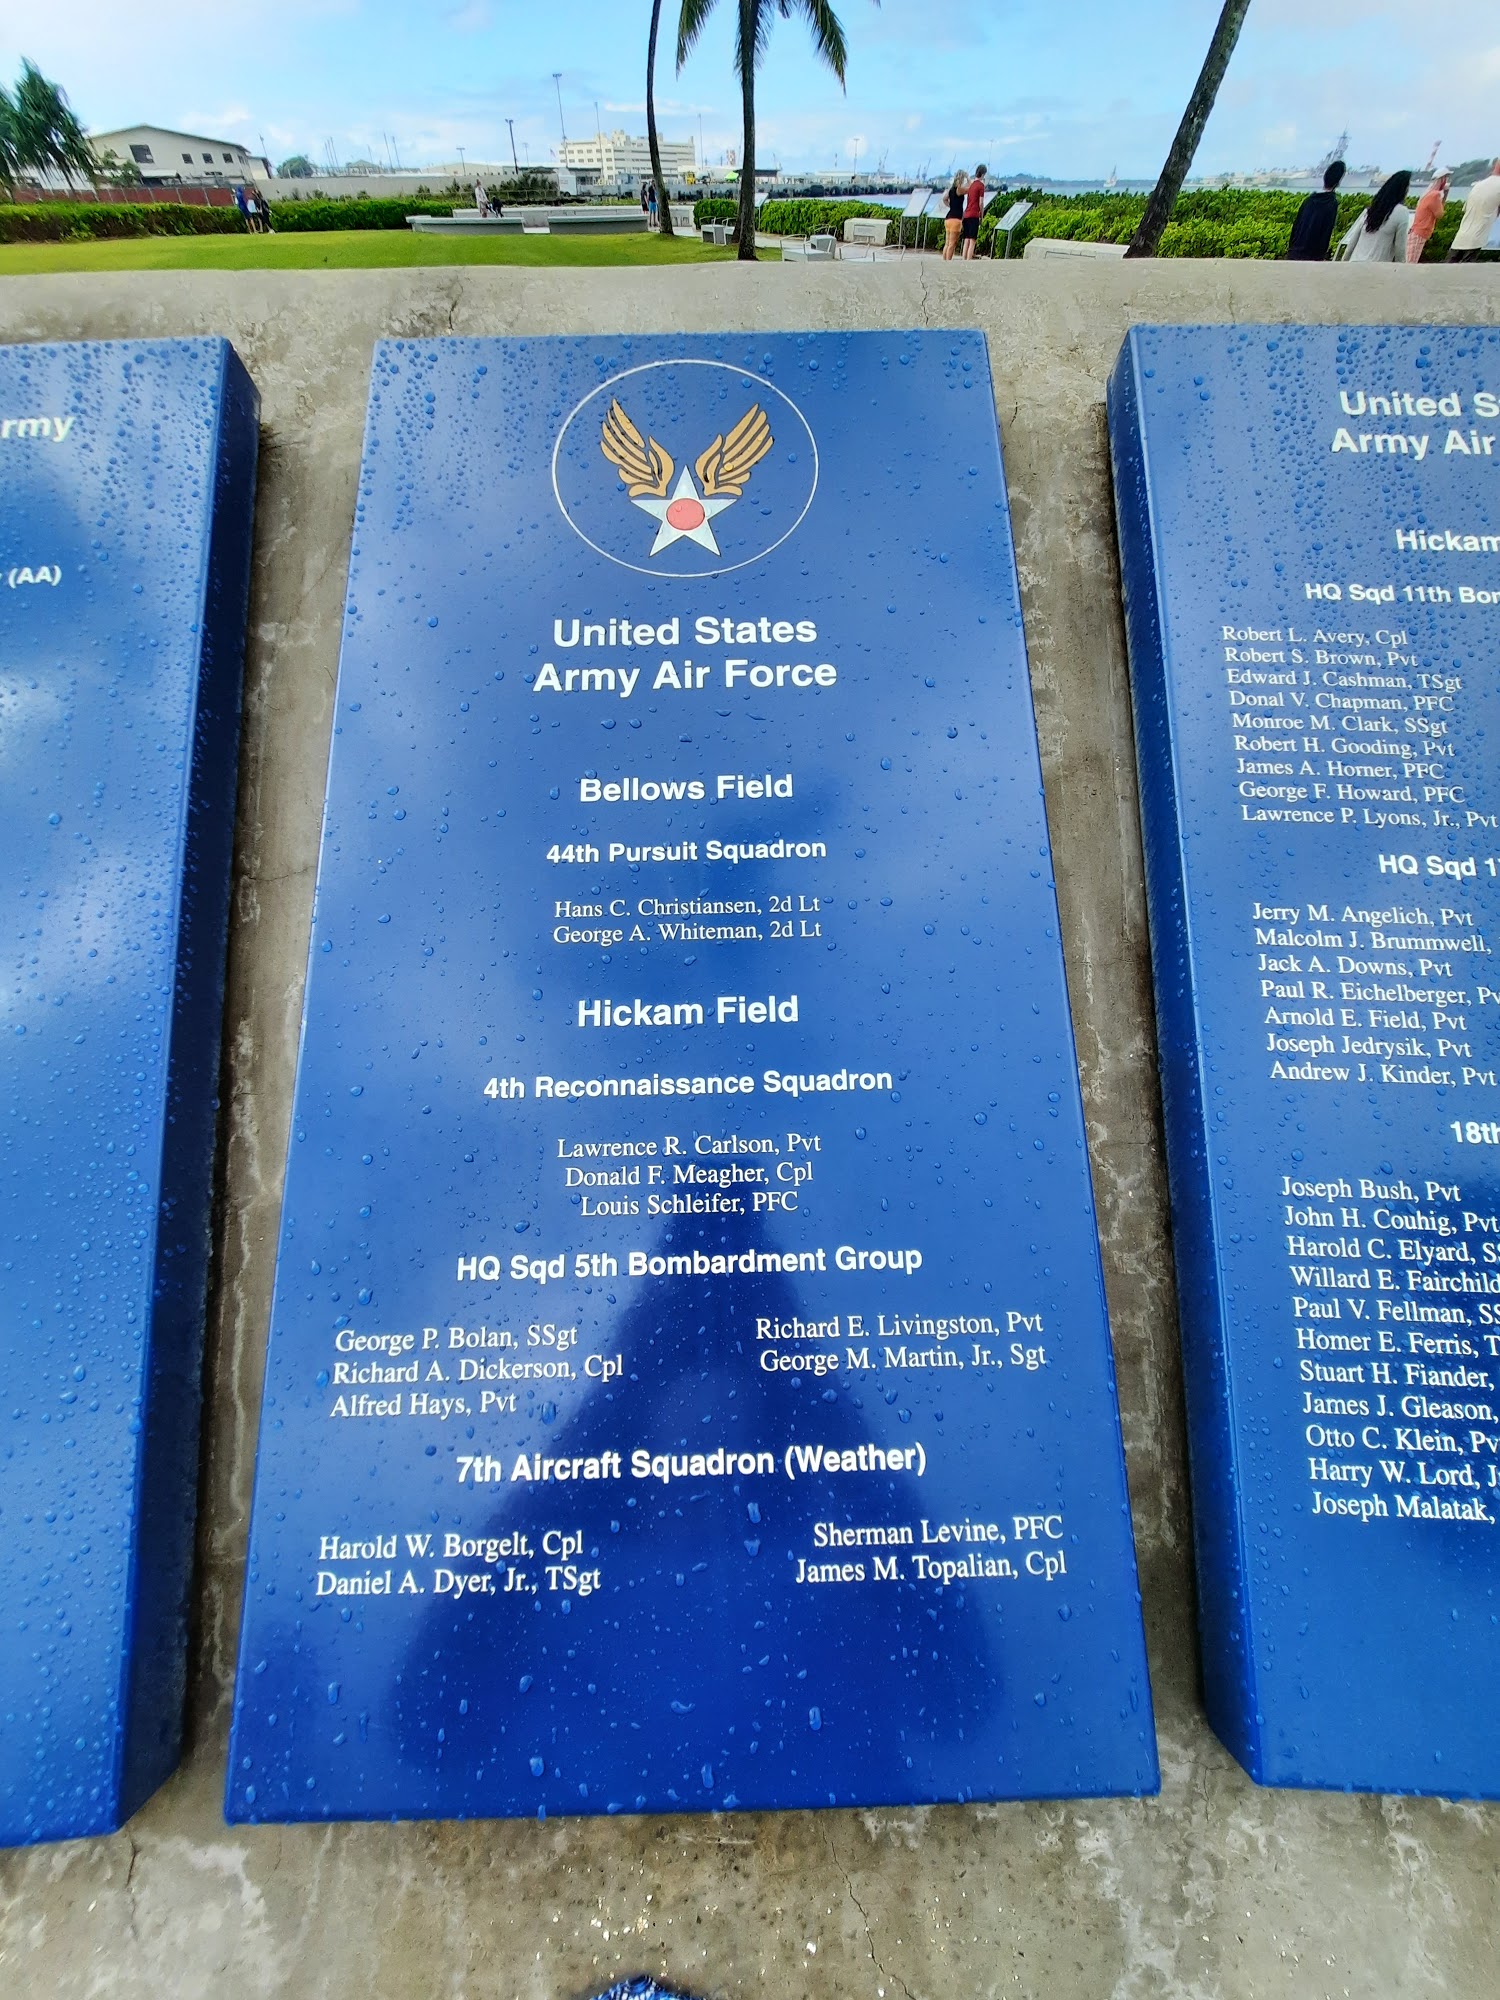 rmy
(AA)
United States
Army Air Force
Bellows Field
44th Pursuit Squadron
Hans C. Christiansen, 2d Lt
George A. Whiteman, 2d Lt
Hickam Field
4th Reconnaissance Squadron
Lawrence R. Carlson, Pvt
Donald F. Meagher, Cpl
Louis Schleifer, PFC
HQ Sqd 5th Bombardment Group
George P. Bolan, SSgt
Richard A. Dickerson, Cpl
Alfred Hays, Pvt
Richard E. Livingston, Pvt
George M. Martin, Jr., Sgt
7th Aircraft Squadron (Weather)
Harold W. Borgelt, Cpl
Daniel A. Dyer, Jr., TSgt
Sherman Levine, PFC
James M. Topalian, Cpl
United S
Army Air
Hickam
HQ Sqd 11th Bom
Robert L. Avery, Cpl
Robert S. Brown, Pvt
Edward J. Cashman, TSgt
Donal V. Chapman, PFC
Monroe M. Clark, SSgt
Robert H. Gooding, Pvt
James A. Horner, PFC
George F. Howard, PFC
Lawrence P. Lyons, Jr., Pvt
HQ Sqd 17
Jerry M. Angelich, Pvt
Malcolm J. Brummwell,
Jack A. Downs, Pvt
Paul R. Eichelberger, Pv
Arnold E. Field, Pvt
Joseph Jedrysik, Pvt
Andrew J. Kinder, Pvt
18th
Joseph Bush, Pvt
John H. Couhig, Pvt
Harold C. Elyard, SS
Willard E. Fairchild
Paul V. Fellman, SS
Homer E. Ferris, T
Stuart H. Fiander,
James J. Gleason,
Otto C. Klein, Pv
Harry W. Lord, J
Joseph Malatak,